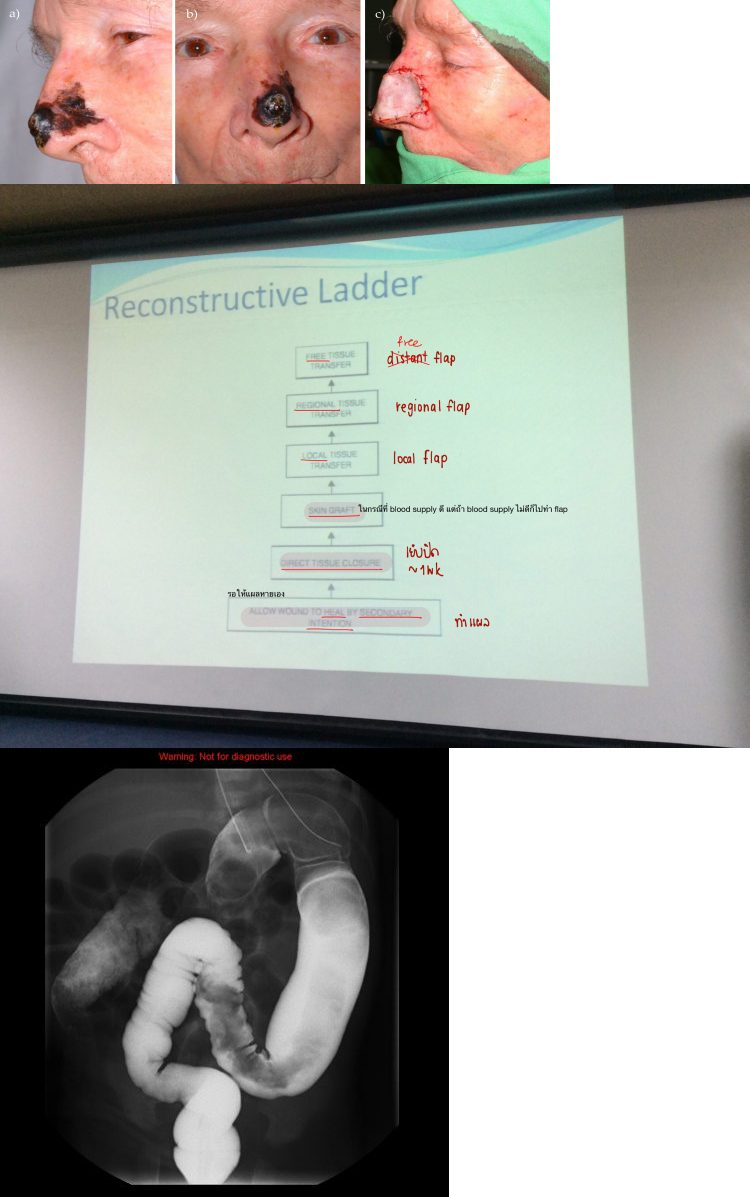 a)
b)
c)
Reconstructive Ladder
FREE TISSUE
TRANSFER
free
distant flap
REGIONAL TISSUE
TRANSFER
regional flap
LOCAL TISSUE
TRANSFER
local flap
SKIN GRAFT
ในกรณีที่ blood supply ดี แต่ถ้า blood supply ไม่ดีก็ไปทำ flap
DIRECT TISSUE CLOSURE
เย็บปิด
~1wk
รอให้แผลหายเอง
ALLOW WOUND TO HEAL BY SECONDARY
INTENTION
ทำแผล
Warning: Not for diagnostic use